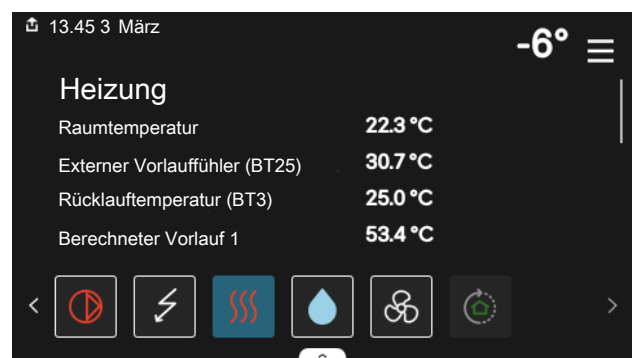 13.45 3 März
-6°
Heizung
Raumtemperatur 22.3 °C
Externer Vorlauffühler (BT25) 30.7 °C
Rücklauftemperatur (BT3) 25.0 °C
Berechneter Vorlauf 1 53.4 °C